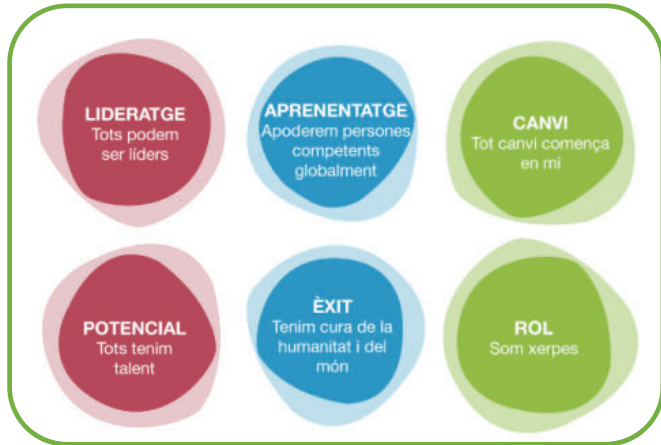 LIDERATGE
Tots podem
ser líders
APRENENTATGE
Apoderem persones
competents
globalment
CANVI
Tot canvi comença
en mi
POTENCIAL
Tots tenim
talent
ÈXIT
Tenim cura de la
humanitat i del
món
ROL
Som xerpes